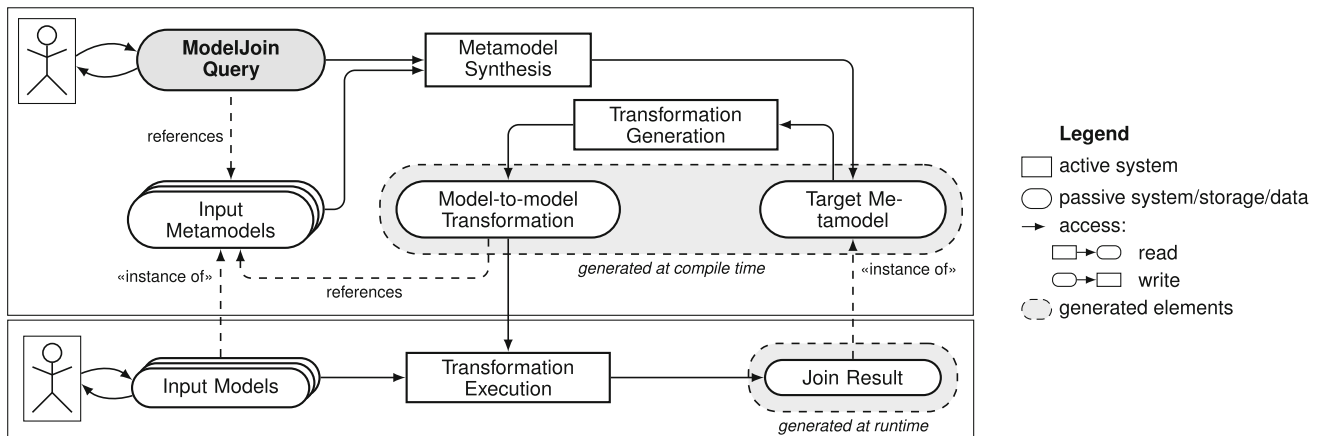 ModelJoin
Query
Metamodel
Synthesis
Transformation
Generation
references
Input
Metamodels
Model-to-model
Transformation
Target Me-
tamodel
generated at compile time
«instance of»
«instance of»
references
Input Models
Transformation
Execution
Join Result
generated at runtime
Legend
active system
passive system/storage/data
access:
read
write
generated elements